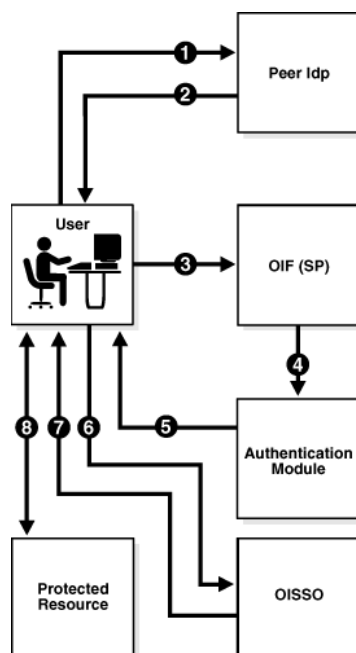 1
Peer Idp
2
User
3
OIF (SP)
4
5
Authentication
Module
8
7
6
Protected
Resource
OISSO